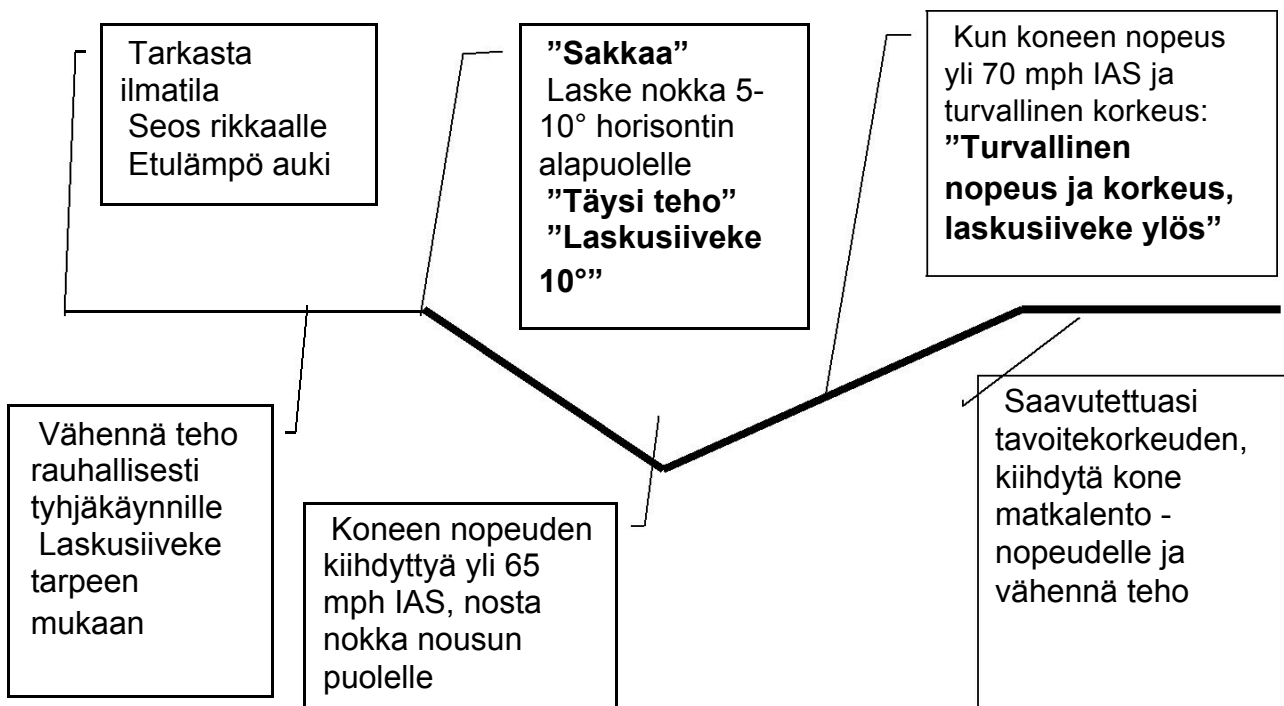 Tarkasta
ilmatila
Seos rikkaalle
Etulämpö auki
”Sakkaa”
Laske nokka 5-
10° horisontin
alapuolelle
”Täysi teho”
”Laskusiiveke
10°”
Kun koneen nopeus
yli 70 mph IAS ja
turvallinen korkeus:
”Turvallinen
nopeus ja korkeus,
laskusiiveke ylös”
Vähennä teho
rauhallisesti
tyhjäkäynnille
Laskusiiveke
tarpeen
mukaan
Koneen nopeuden
kiihdyttyä yli 65
mph IAS, nosta
nokka nousun
puolelle
Saavutettuasi
tavoitekorkeuden,
kiihdytä kone
matkalento -
nopeudelle ja
vähennä teho